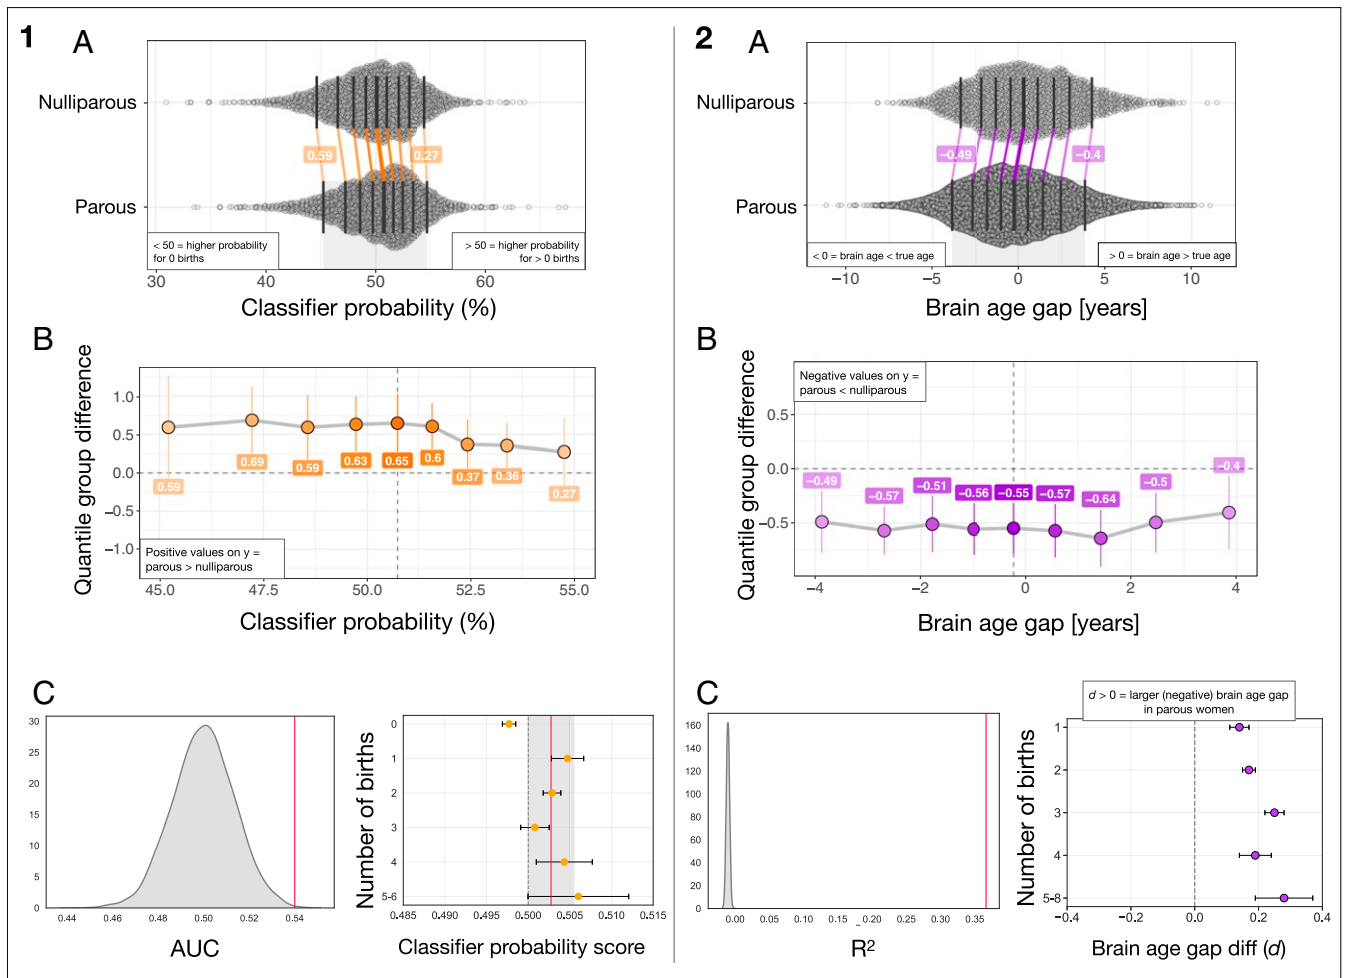 1
A
Nulliparous
0.59
0.27
Parous
< 50 = higher probability
for 0 births
> 50 = higher probability
for > 0 births
30 40 50 60
Classifier probability (%)
B
Quantile group difference
1.0
0.5
0.0
−0.5
−1.0
0.59
0.69
0.59
0.63
0.65
0.6
0.37
0.36
0.27
Positive values on y =
parous > nulliparous
45.0 47.5 50.0 52.5 55.0
Classifier probability (%)
C
30
25
20
15
10
5
0
0.44 0.46 0.48 0.50 0.52 0.54
AUC
Number of births
0
1
2
3
4
5-6
0.485 0.490 0.495 0.500 0.505 0.510 0.515
Classifier probability score
2
A
Nulliparous
−0.49
−0.4
Parous
< 0 = brain age < true age
> 0 = brain age > true age
−10 −5 0 5 10
Brain age gap [years]
B
Quantile group difference
Negative values on y =
parous < nulliparous
0.5
0.0
−0.5
−0.49
−0.57
−0.51
−0.56
−0.55
−0.57
−0.64
−0.5
−0.4
−4 −2 0 2 4
Brain age gap [years]
C
160
140
120
100
80
60
40
20
0
0.00 0.05 0.10 0.15 0.20 0.25 0.30 0.35
R²
d > 0 = larger (negative) brain age gap
in parous women
Number of births
1
2
3
4
5-8
−0.4 −0.2 0.0 0.2 0.4
Brain age gap diff (d)